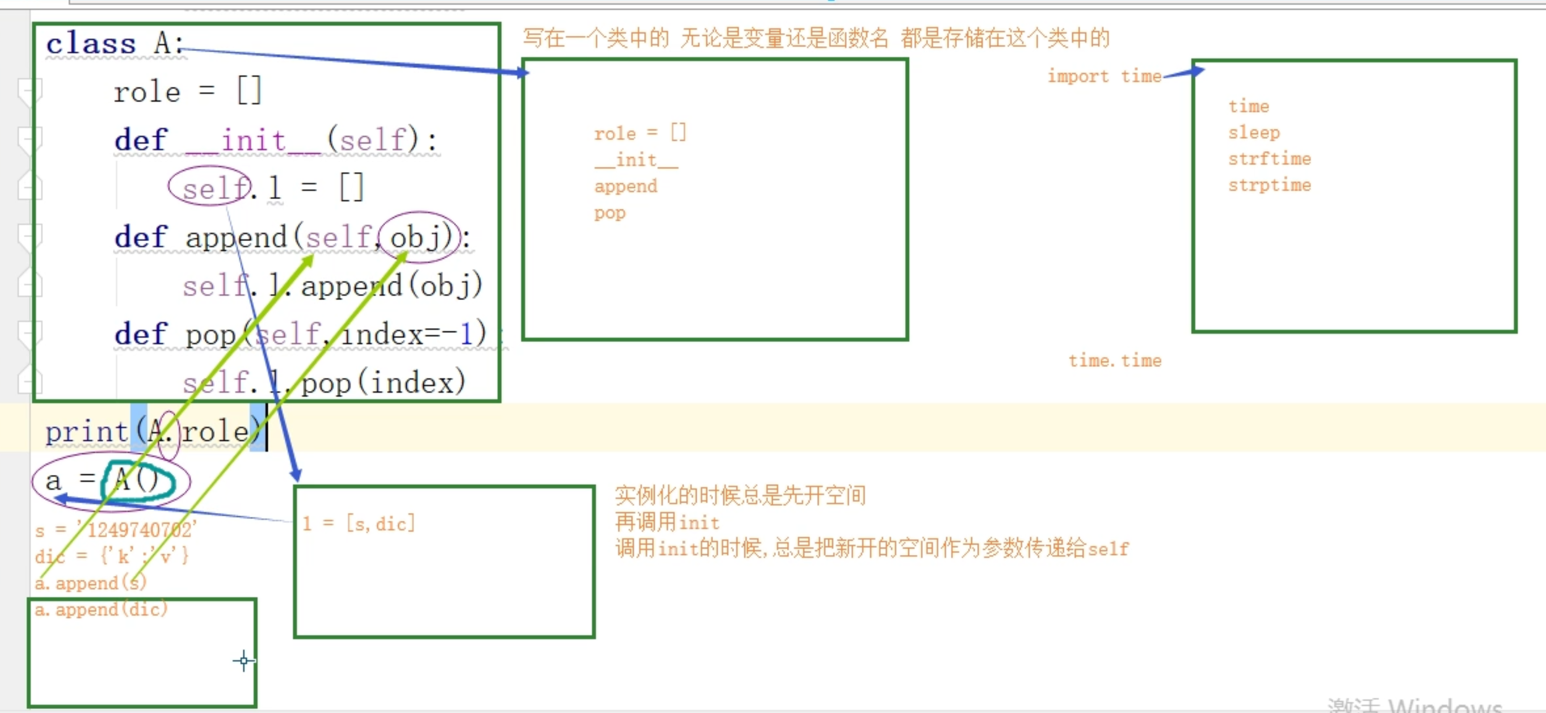 class A:
role = []
def __init__(self):
self.l = []
def append(self,obj):
self.l.append(obj)
def pop(self,index=-1):
self.l.pop(index)
print(A.role)
a = A()
s = '1249740702'
dic = {'k':'v'}
a.append(s)
a.append(dic)
写在一个类中的 无论是变量还是函数名 都是存储在这个类中的
role = []
__init__
append
pop
import time
time
sleep
strftime
strptime
time.time
l = [s,dic]
实例化的时候总是先开空间
再调用init
调用init的时候,总是把新开的空间作为参数传递给self
激活 Windows